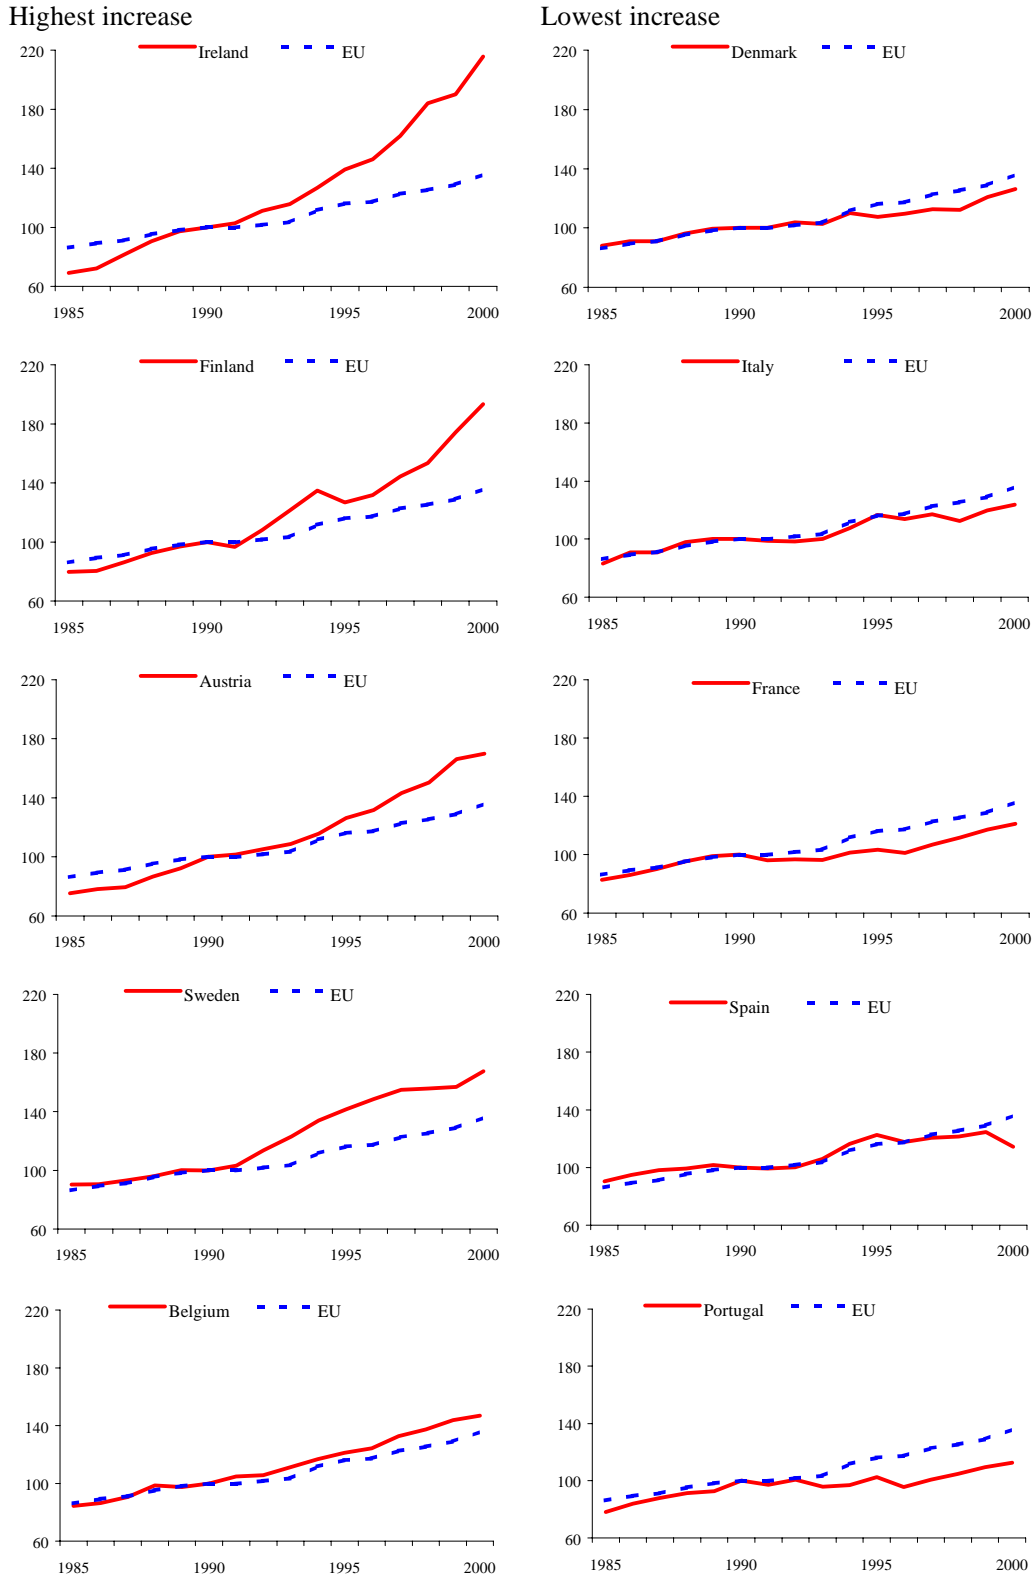 Highest increase
Ireland EU
220
180
140
100
60
1985 1990 1995 2000
Finland EU
220
180
140
100
60
1985 1990 1995 2000
Austria EU
220
180
140
100
60
1985 1990 1995 2000
Sweden EU
220
180
140
100
60
1985 1990 1995 2000
Belgium EU
220
180
140
100
60
1985 1990 1995 2000
Lowest increase
Denmark EU
220
180
140
100
60
1985 1990 1995 2000
Italy EU
220
180
140
100
60
1985 1990 1995 2000
France EU
220
180
140
100
60
1985 1990 1995 2000
Spain EU
220
180
140
100
60
1985 1990 1995 2000
Portugal EU
220
180
140
100
60
1985 1990 1995 2000